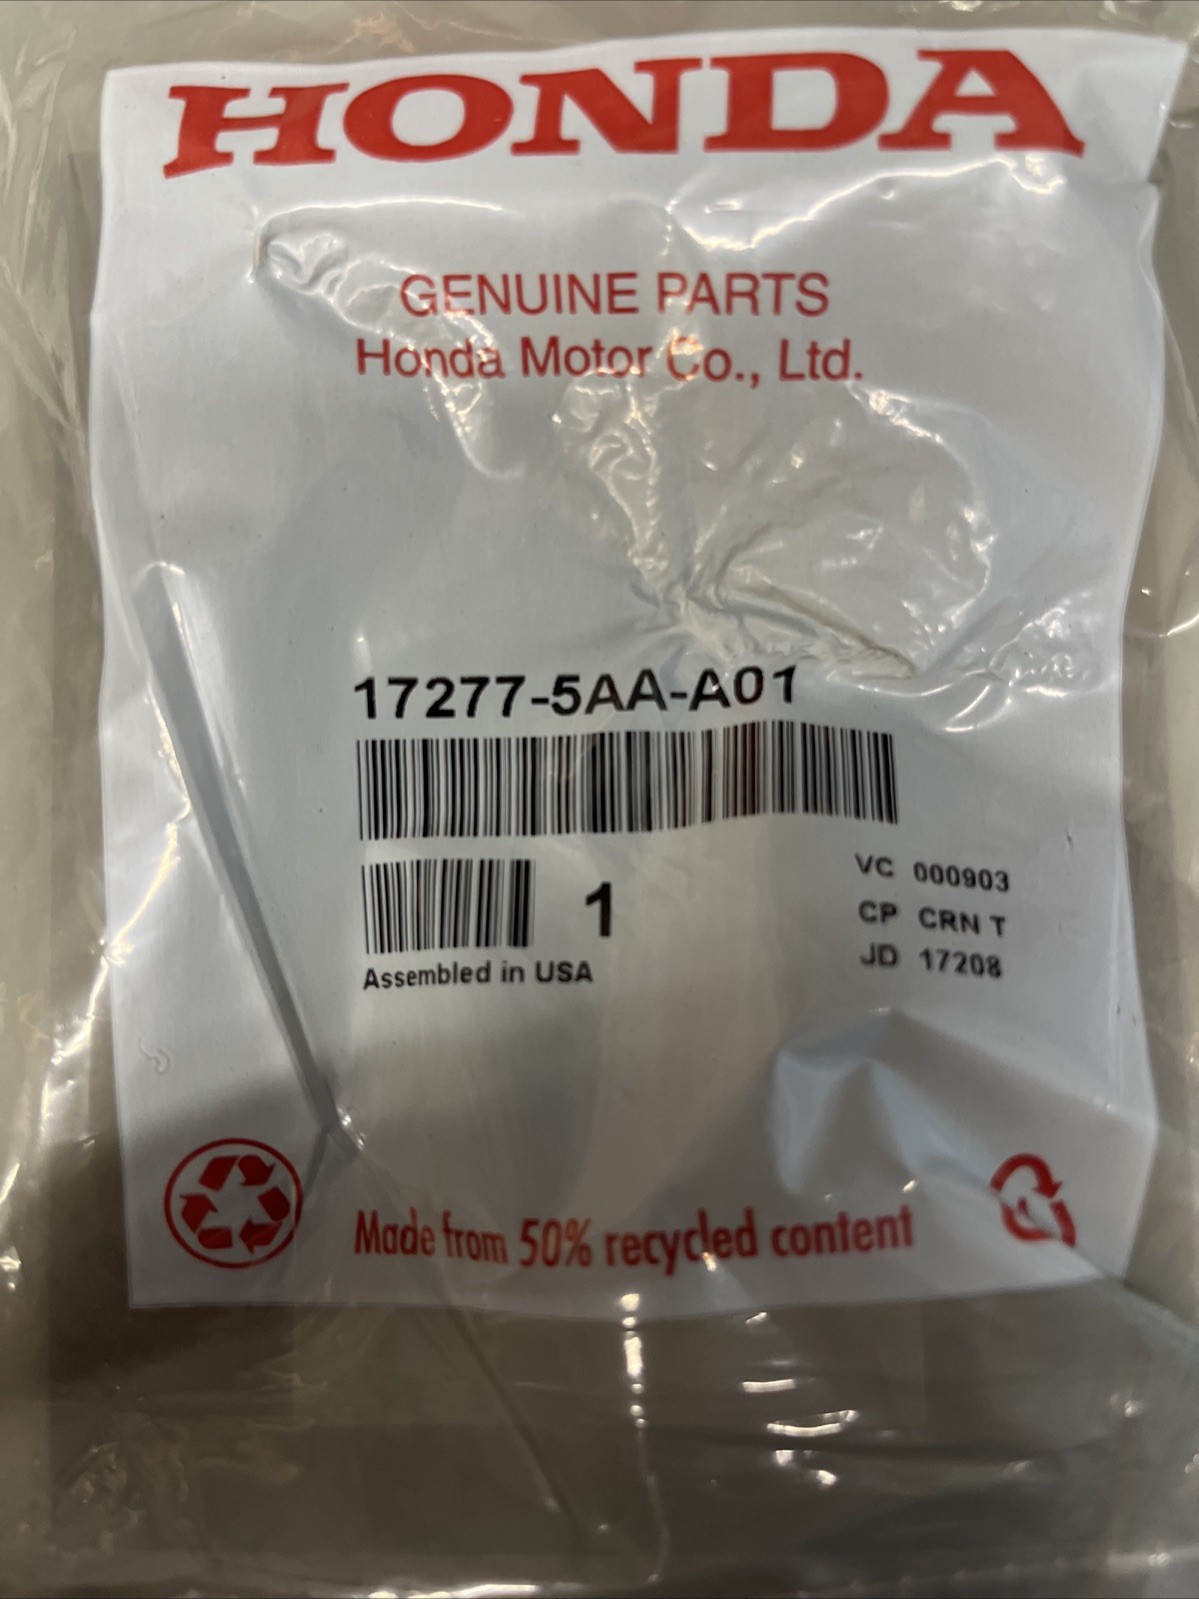 HONDA
GENUINE PARTS
Honda Motor Co., Ltd.
17277-5AA-A01
1
VC 000903
CP CRN T
JD 17208
Assembled in USA
Made from 50% recycled content